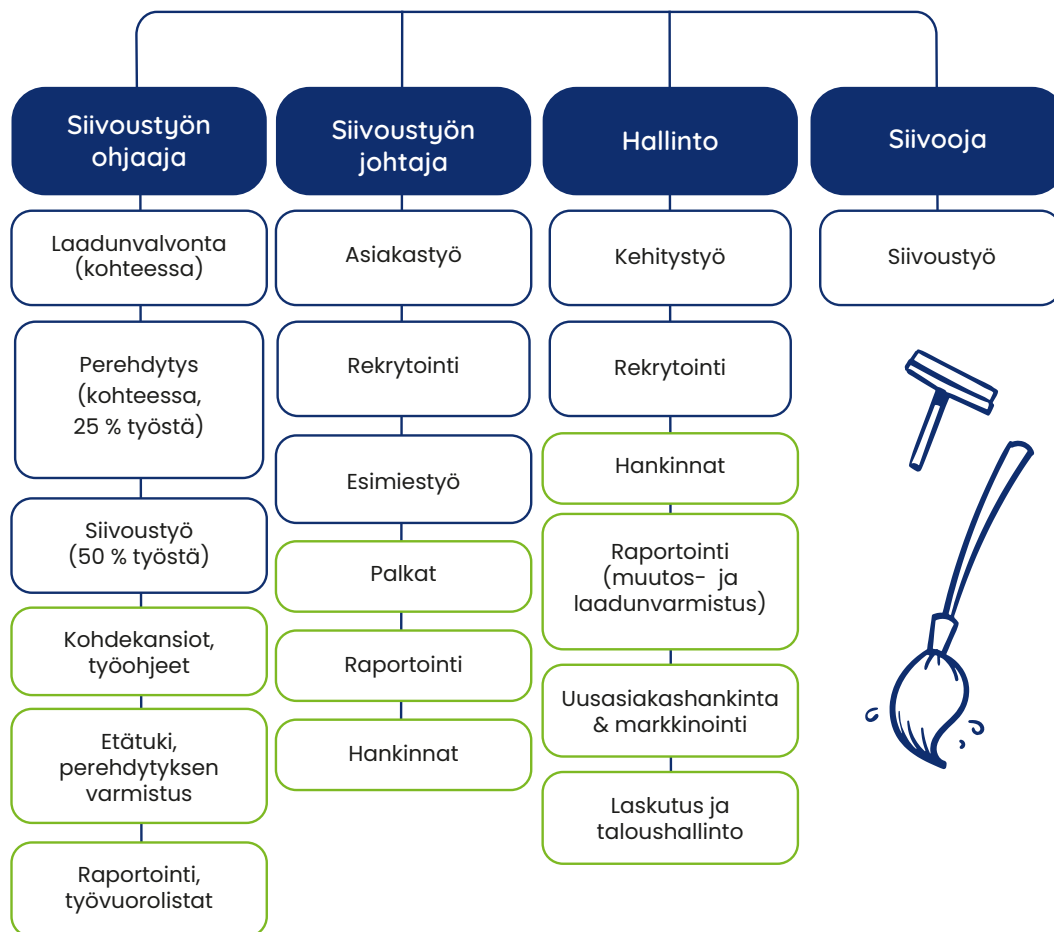 Siivoustyön
ohjaaja
Laadunvalvonta
(kohteessa)
Perehdytys
(kohteessa,
25 % työstä)
Siivoustyö
(50 % työstä)
Kohdekansiot,
työohjeet
Etätuki,
perehdytyksen
varmistus
Raportointi,
työvuorolistat
Siivoustyön
johtaja
Asiakastyö
Rekrytointi
Esimiestyö
Palkat
Raportointi
Hankinnat
Hallinto
Kehitystyö
Rekrytointi
Hankinnat
Raportointi
(muutos- ja
laadunvarmistus)
Uusasiakashankinta
& markkinointi
Laskutus ja
taloushallinto
Siivooja
Siivoustyö